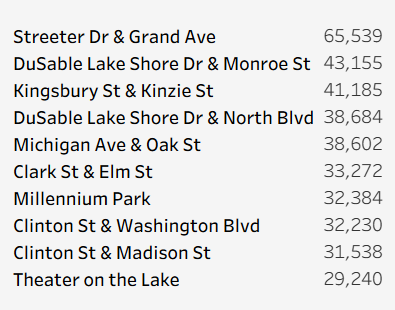 Streeter Dr & Grand Ave 65,539
DuSable Lake Shore Dr & Monroe St 43,155
Kingsbury St & Kinzie St 41,185
DuSable Lake Shore Dr & North Blvd 38,684
Michigan Ave & Oak St 38,602
Clark St & Elm St 33,272
Millennium Park 32,384
Clinton St & Washington Blvd 32,230
Clinton St & Madison St 31,538
Theater on the Lake 29,240